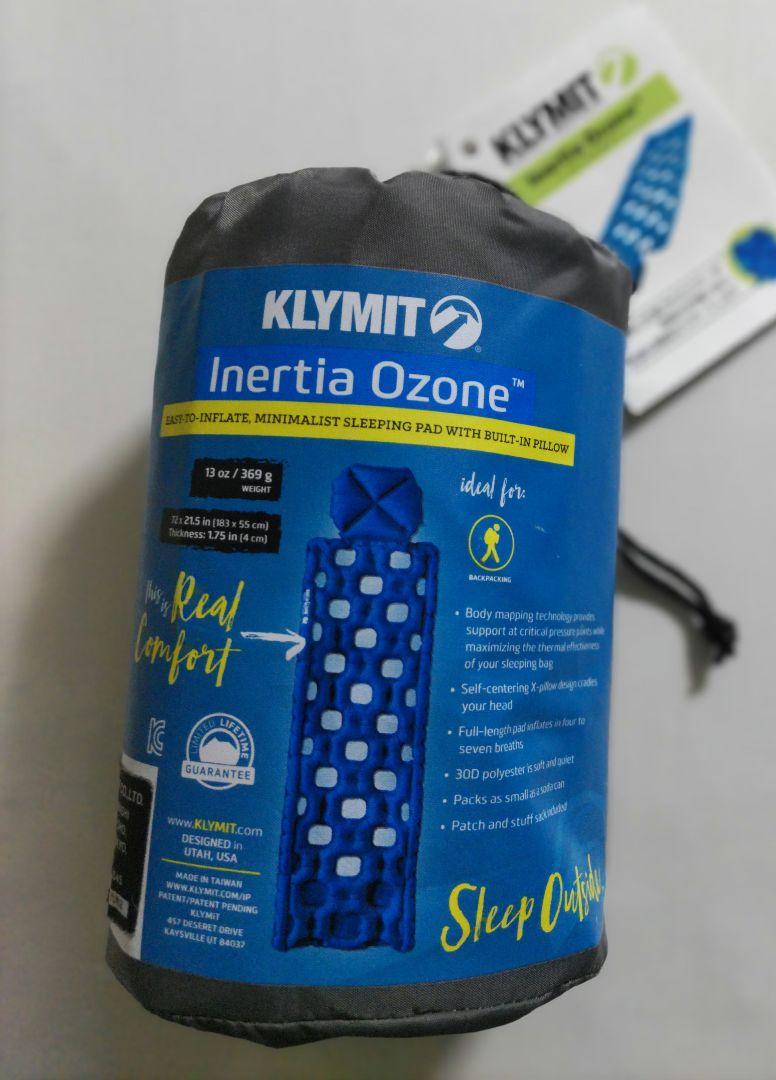 KLYMIT
Inertia Ozone™
KLYMIT®
Inertia Ozone™
EASY-TO-INFLATE, MINIMALIST SLEEPING PAD WITH BUILT-IN PILLOW
13 oz / 369 g
WEIGHT
72 x 21.5 in (183 x 55 cm)
Thickness: 1.75 in (4 cm)
ideal for:
BACKPACKING
This is Real
Comfort
• Body mapping technology provides
support at critical pressure points while
maximizing the thermal effectiveness
of your sleeping bag
• Self-centering X-pillow design cradles
your head
• Full-length pad inflates in four to
seven breaths
• 30D polyester is soft and quiet
• Packs as small as a soda can
• Patch and stuff sack included
LIMITED LIFETIME
GUARANTEE
CO.,LTD.
www.KLYMIT.com
DESIGNED in
UTAH, USA
MADE IN TAIWAN
WWW.KLYMIT.COM/IP
PATENT/PATENT PENDING
KLYMIT
457 DESERET DRIVE
KAYSVILLE UT 84037
Sleep Outside.